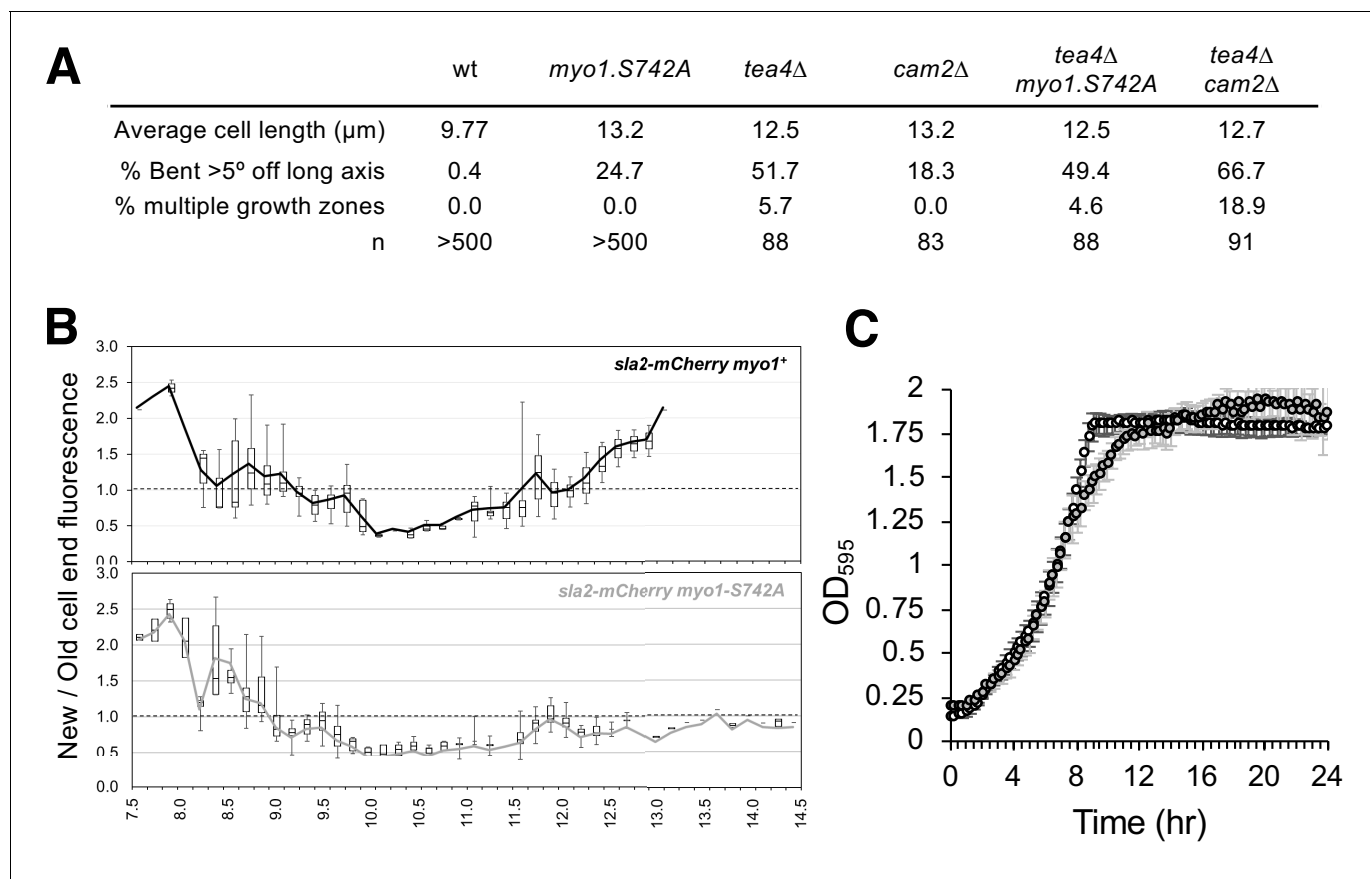 A
wt myo1.S742A tea4Δ cam2Δ tea4Δ myo1.S742A tea4Δ cam2Δ
Average cell length (µm) 9.77 13.2 12.5 13.2 12.5 12.7
% Bent >5º off long axis 0.4 24.7 51.7 18.3 49.4 66.7
% multiple growth zones 0.0 0.0 5.7 0.0 4.6 18.9
n >500 >500 88 83 88 91
B
New / Old cell end fluorescence
3.0
2.5
2.0
1.5
1.0
0.5
0.0
sla2-mCherry myo1+
3.0
2.5
2.0
1.5
1.0
0.5
0.0
sla2-mCherry myo1-S742A
7.5 8.0 8.5 9.0 9.5 10.0 10.5 11.0 11.5 12.0 12.5 13.0 13.5 14.0 14.5
C
OD595
2
1.75
1.5
1.25
1
0.75
0.5
0.25
0
0 4 8 12 16 20 24
Time (hr)